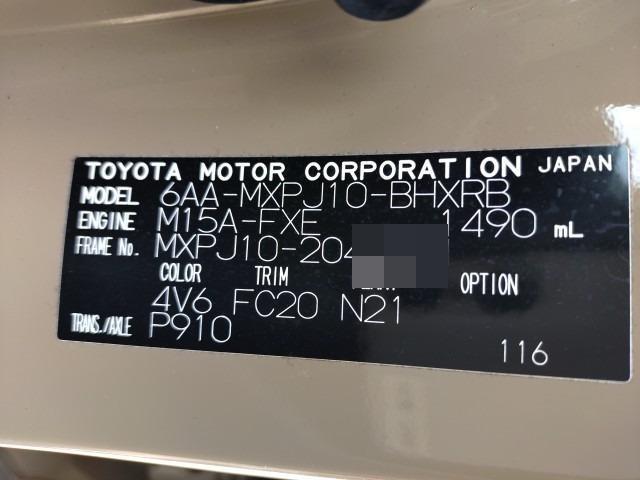 TOYOTA MOTOR CORPORATION JAPAN
MODEL 6AA-MXPJ10-BHXRB
ENGINE M15A-FXE 1490 mL
FRAME No. MXPJ10-204
COLOR TRIM OPTION
4V6 FC20 N21
TRANS./AXLE P910
116